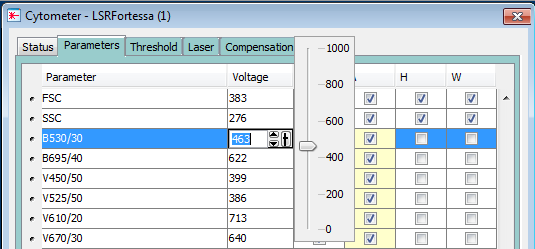 Cytometer - LSRFortessa (1)
Status Parameters Threshold Laser Compensation
Parameter Voltage A H W
FSC 383
SSC 276
B530/30 463
B695/40 622
V450/50 399
V525/50 386
V610/20 713
V670/30 640
1000
800
600
400
200
0